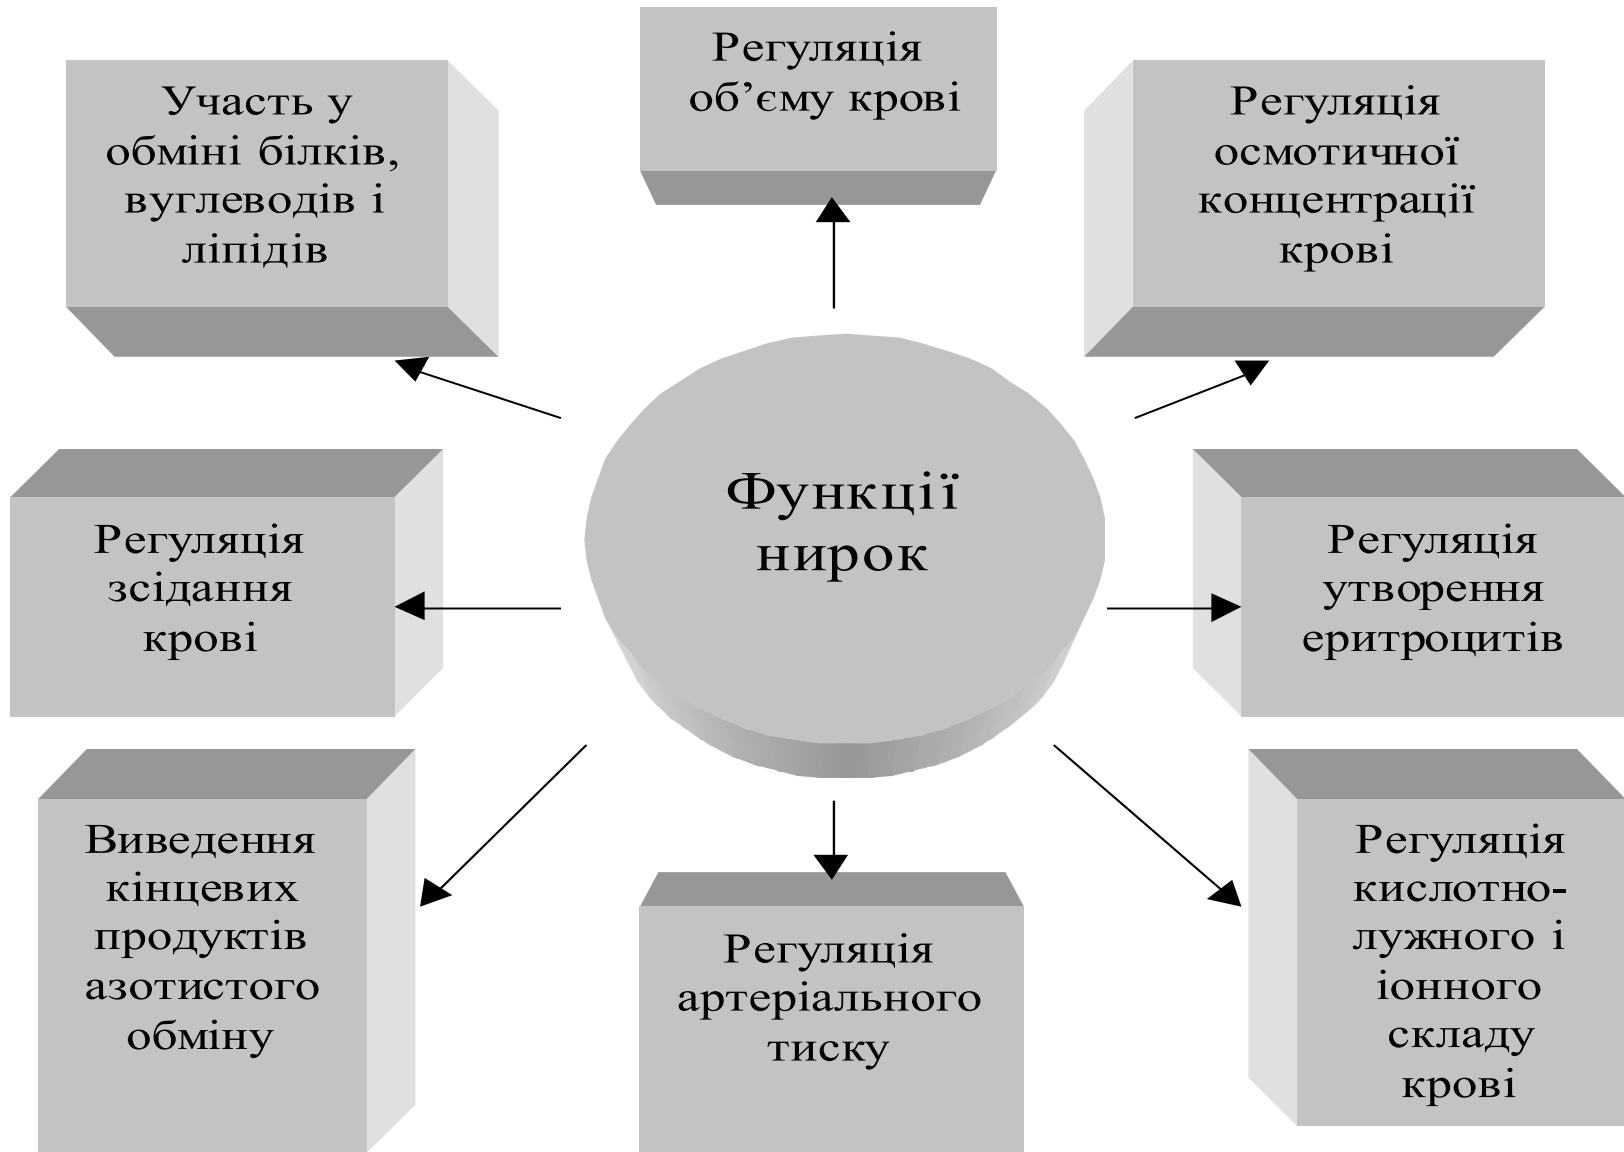 Регуляція
об’єму крові
Участь у
обміні білків,
вуглеводів і
ліпідів
Регуляція
осмотичної
концентрації
крові
Функції
нирок
Регуляція
зсідання
крові
Регуляція
утворення
еритроцитів
Виведення
кінцевих
продуктів
азотистого
обміну
Регуляція
артеріального
тиску
Регуляція
кислотно-
лужного і
іонного
складу
крові